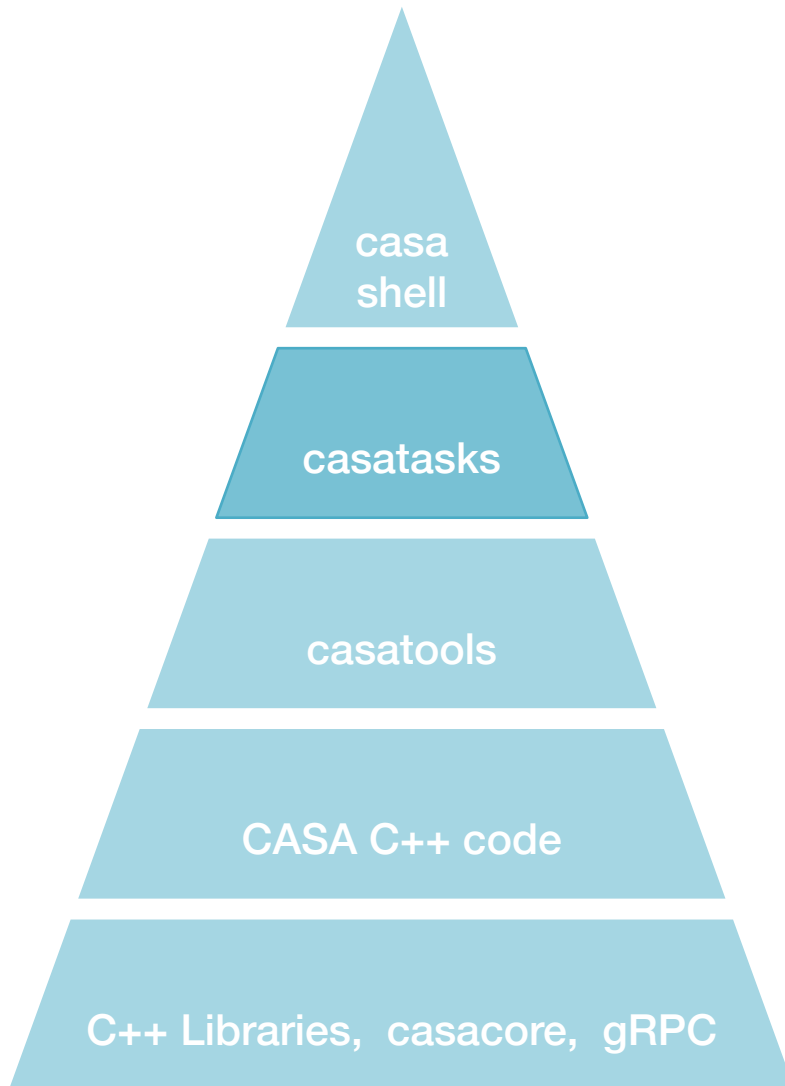 casa
shell
casatasks
casatools
CASA C++ code
C++ Libraries, casacore, gRPC